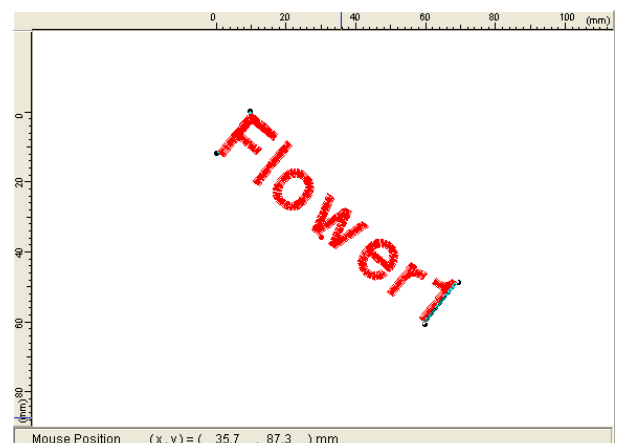 0 20 40 60 80 100 (mm)
0
20
40
60
80
(mm)
Flower1
Mouse Position (x, y) = ( 35.7 , 87.3 ) mm